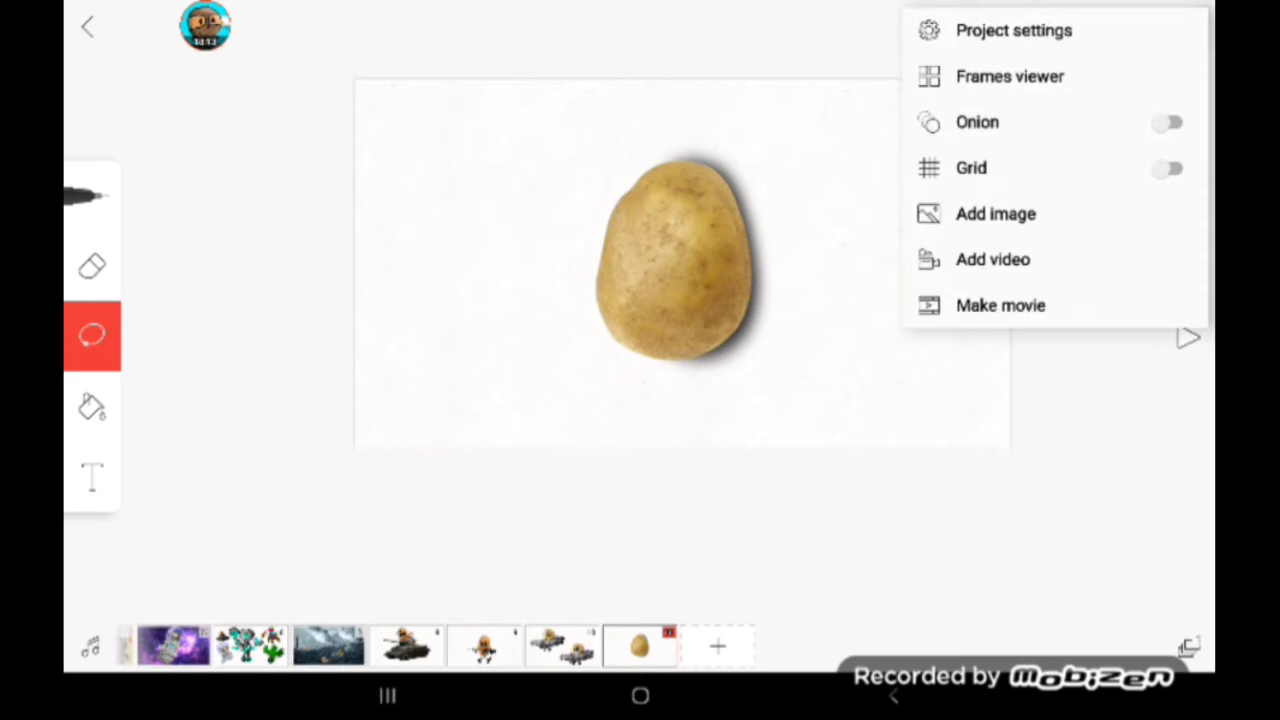 Project settings
Frames viewer
Onion
Grid
Add image
Add video
Make movie
T
Recorded by Mobizen